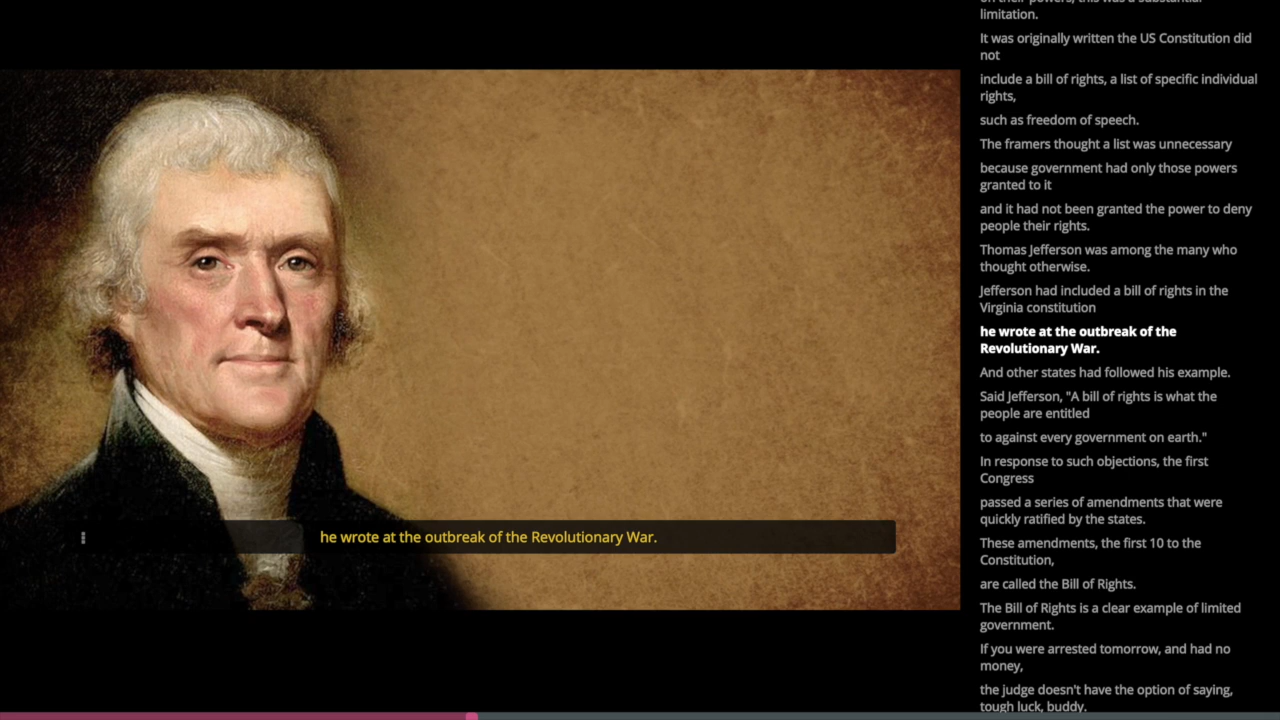 limitation.
It was originally written the US Constitution did
not
include a bill of rights, a list of specific individual
rights,
such as freedom of speech.
The framers thought a list was unnecessary
because government had only those powers
granted to it
and it had not been granted the power to deny
people their rights.
Thomas Jefferson was among the many who
thought otherwise.
Jefferson had included a bill of rights in the
Virginia constitution
he wrote at the outbreak of the
Revolutionary War.
And other states had followed his example.
Said Jefferson, "A bill of rights is what the
people are entitled
to against every government on earth."
In response to such objections, the first
Congress
passed a series of amendments that were
quickly ratified by the states.
These amendments, the first 10 to the
Constitution,
are called the Bill of Rights.
The Bill of Rights is a clear example of limited
government.
If you were arrested tomorrow, and had no
money,
the judge doesn't have the option of saying,
tough luck, buddy.
he wrote at the outbreak of the Revolutionary War.